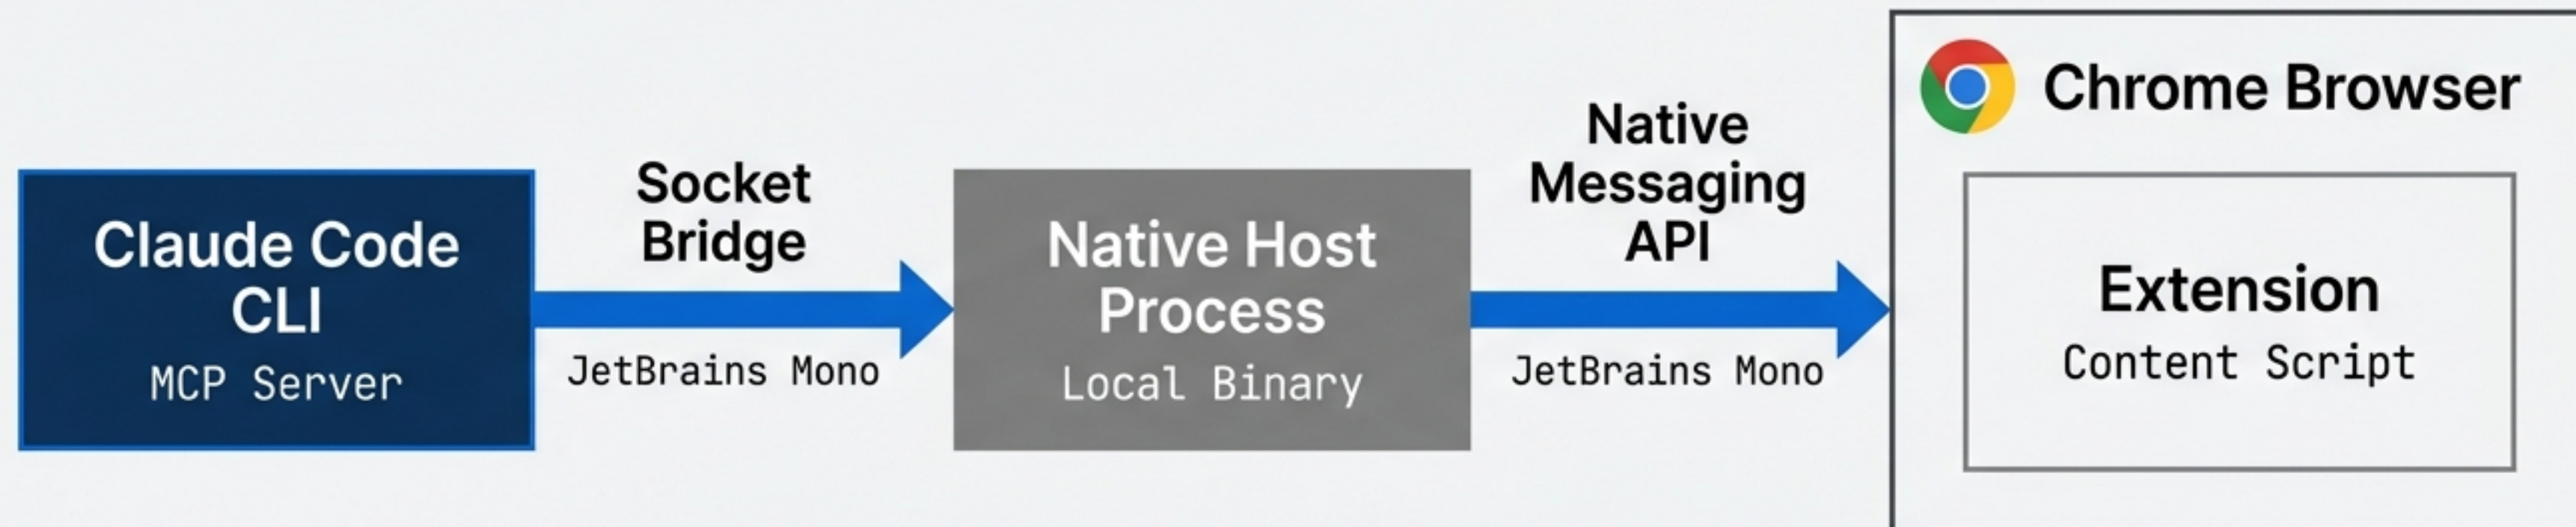 Claude Code
CLI
MCP Server
Socket
Bridge
JetBrains Mono
Native Host
Process
Local Binary
Native
Messaging
API
JetBrains Mono
Chrome Browser
Extension
Content Script